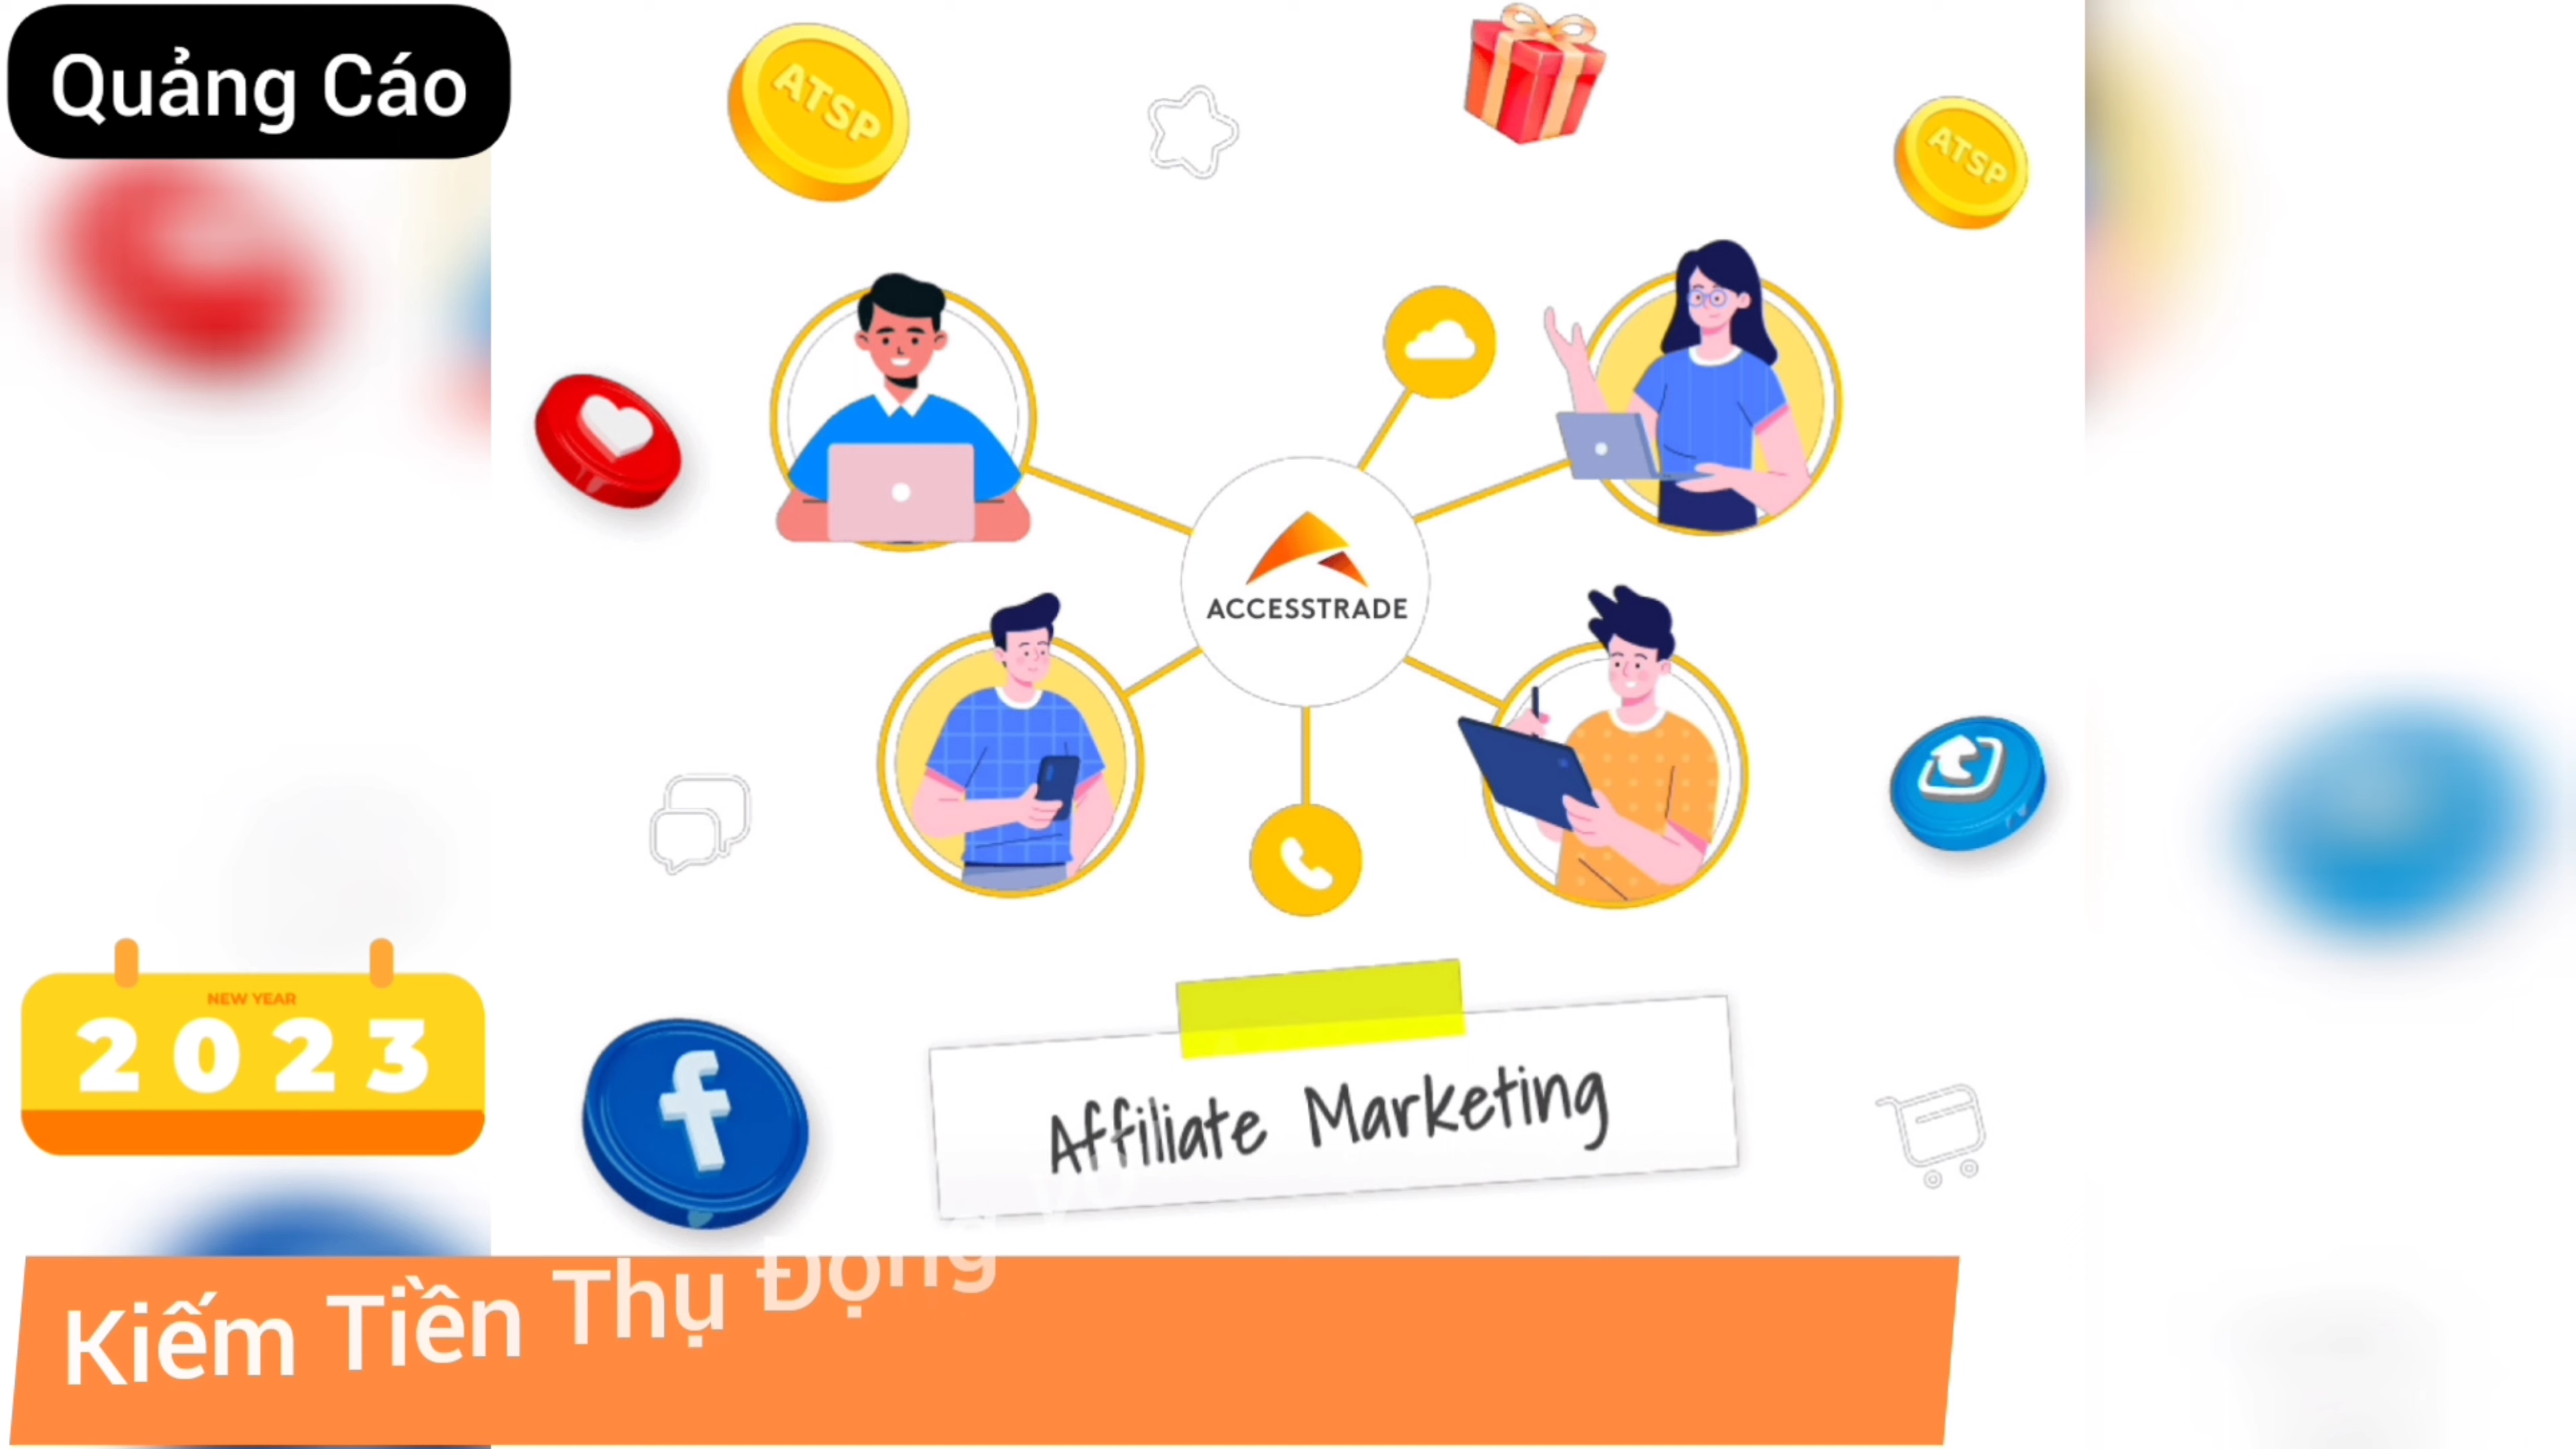 Quảng Cáo
ATSP
ATSP
ACCESSTRADE
NEW YEAR
2023
Affiliate Marketing
Kiếm Tiền Thụ Động